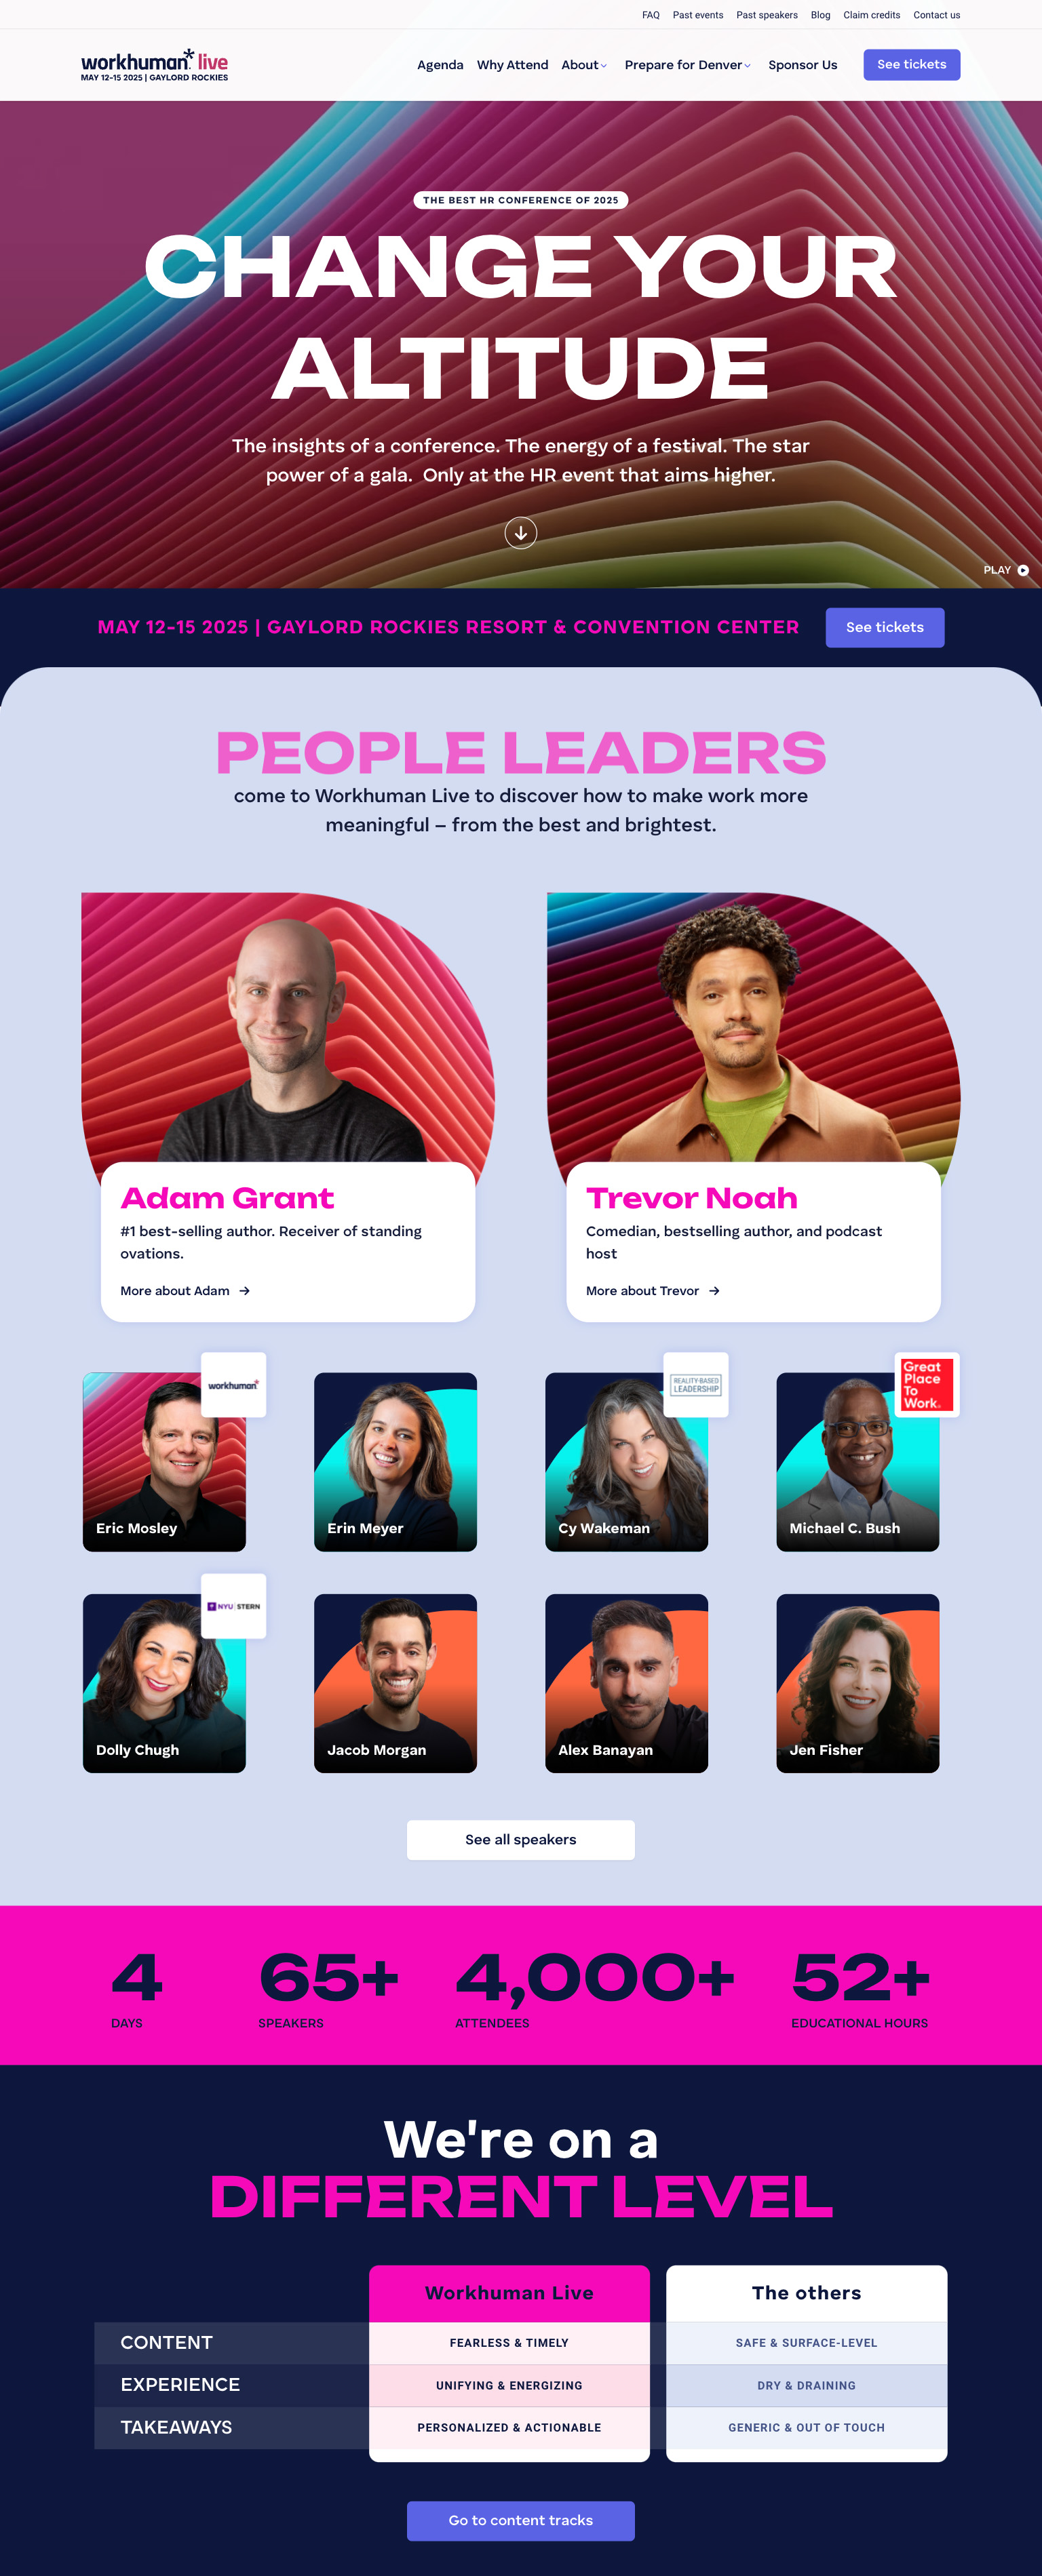 FAQ Past events Past speakers Blog Claim credits Contact us
workhuman* live
MAY 12-15 2025 | GAYLORD ROCKIES
Agenda Why Attend About Prepare for Denver Sponsor Us See tickets
THE BEST HR CONFERENCE OF 2025
CHANGE YOUR
ALTITUDE
The insights of a conference. The energy of a festival. The star
power of a gala. Only at the HR event that aims higher.
PLAY
MAY 12-15 2025 | GAYLORD ROCKIES RESORT & CONVENTION CENTER See tickets
PEOPLE LEADERS
come to Workhuman Live to discover how to make work more
meaningful – from the best and brightest.
Adam Grant
#1 best-selling author. Receiver of standing
ovations.
More about Adam
Trevor Noah
Comedian, bestselling author, and podcast
host
More about Trevor
workhuman*
Eric Mosley
Erin Meyer
REALITY-BASED
LEADERSHIP
Cy Wakeman
Great
Place
To
Work.
Michael C. Bush
NYU STERN
Dolly Chugh
Jacob Morgan
Alex Banayan
Jen Fisher
See all speakers
4 65+ 4,000+ 52+
DAYS SPEAKERS ATTENDEES EDUCATIONAL HOURS
We're on a
DIFFERENT LEVEL
Workhuman Live The others
CONTENT FEARLESS & TIMELY SAFE & SURFACE-LEVEL
EXPERIENCE UNIFYING & ENERGIZING DRY & DRAINING
TAKEAWAYS PERSONALIZED & ACTIONABLE GENERIC & OUT OF TOUCH
Go to content tracks